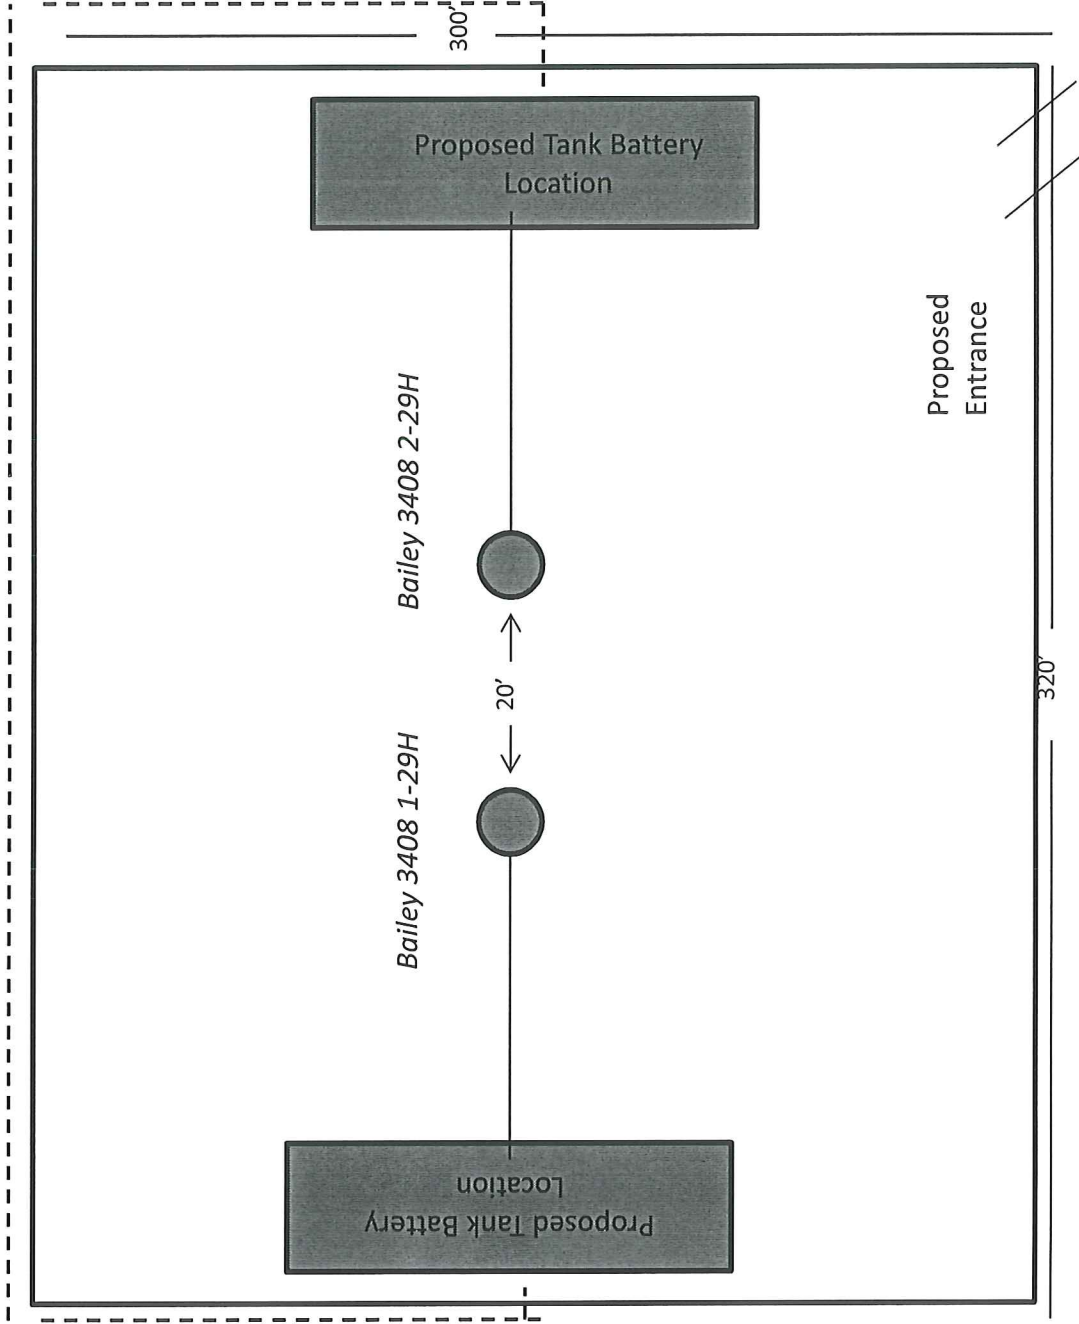 300’
Proposed Tank Battery
Location
Proposed
Entrance
Bailey 3408 2-29H
20’
320’
Bailey 3408 1-29H
Proposed Tank Battery
Location